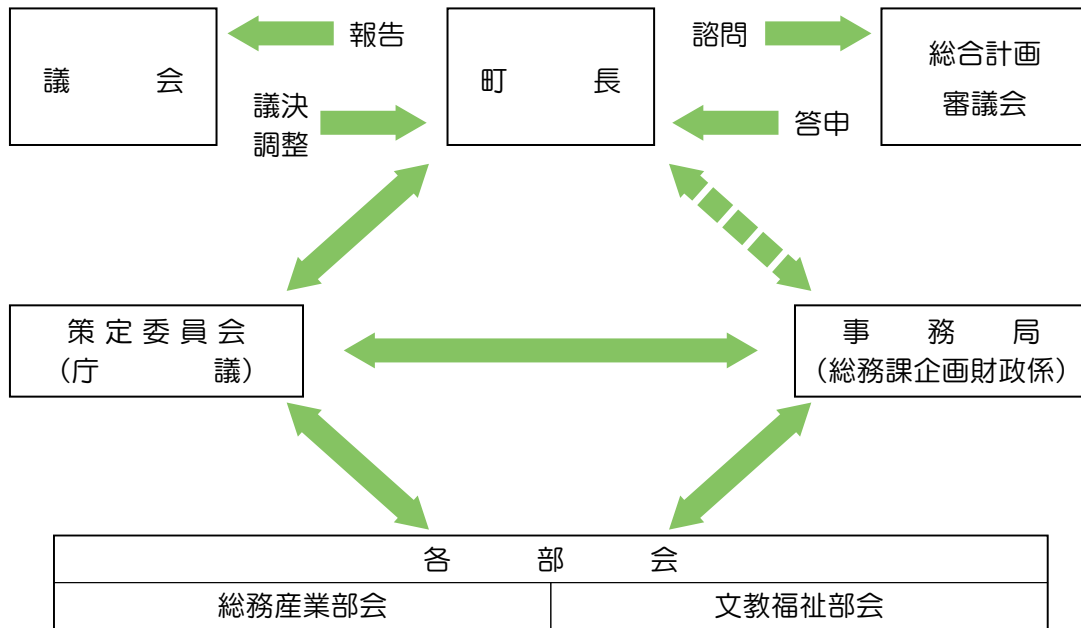 報告
諮問
議会
町長
総合計画
審議会
議決
調整
答申
策定委員会
(庁議)
事務局
(総務課企画財政係)
各部会
総務産業部会
文教福祉部会